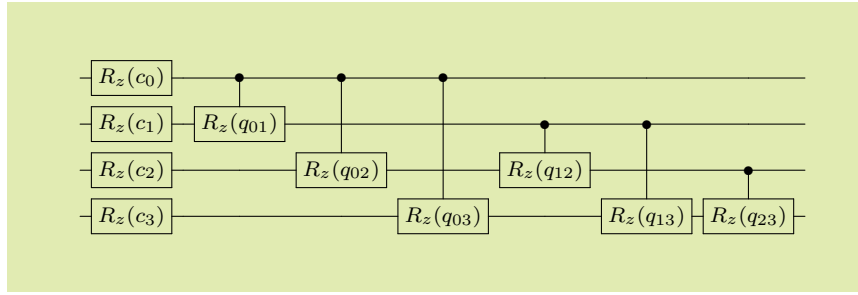 R_z(c_0)
R_z(c_1) R_z(q_{01})
R_z(c_2) R_z(q_{02}) R_z(q_{12})
R_z(c_3) R_z(q_{03}) R_z(q_{13}) R_z(q_{23})